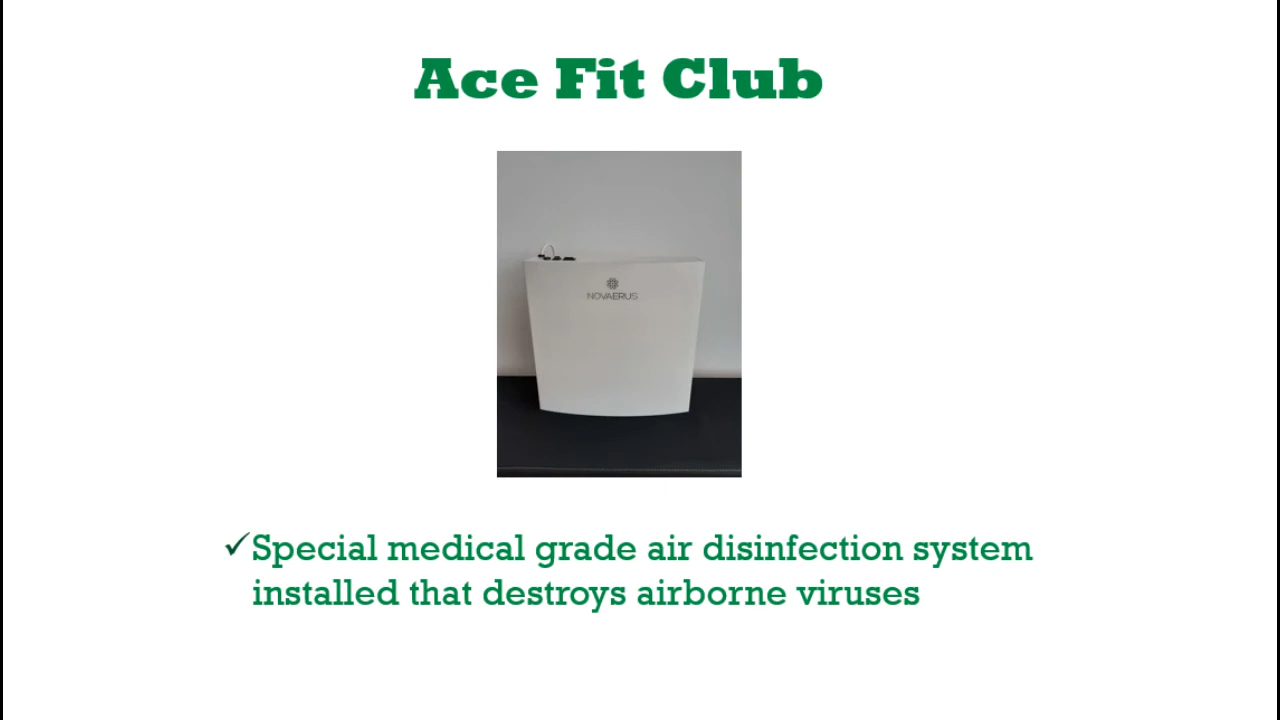 Ace Fit Club
NOVAERUS
✓Special medical grade air disinfection system
installed that destroys airborne viruses